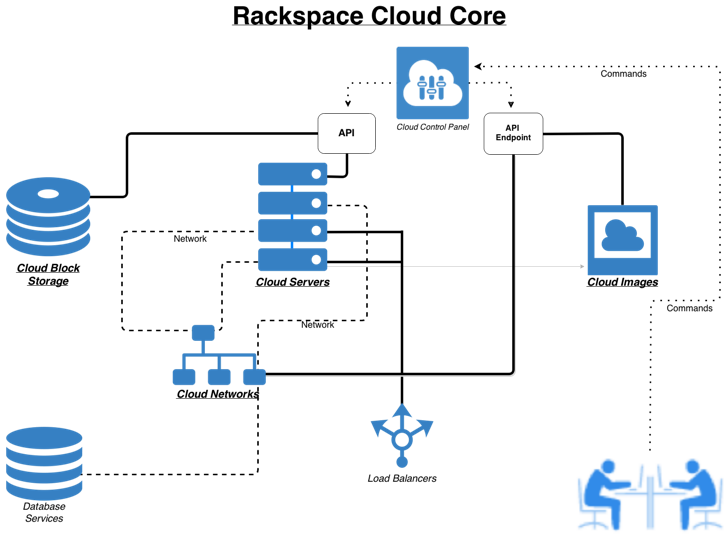 Rackspace Cloud Core
Commands
Cloud Control Panel
API
API
Endpoint
Network
Cloud Block
Storage
Cloud Servers
Cloud Images
Commands
Network
Cloud Networks
Load Balancers
Database
Services